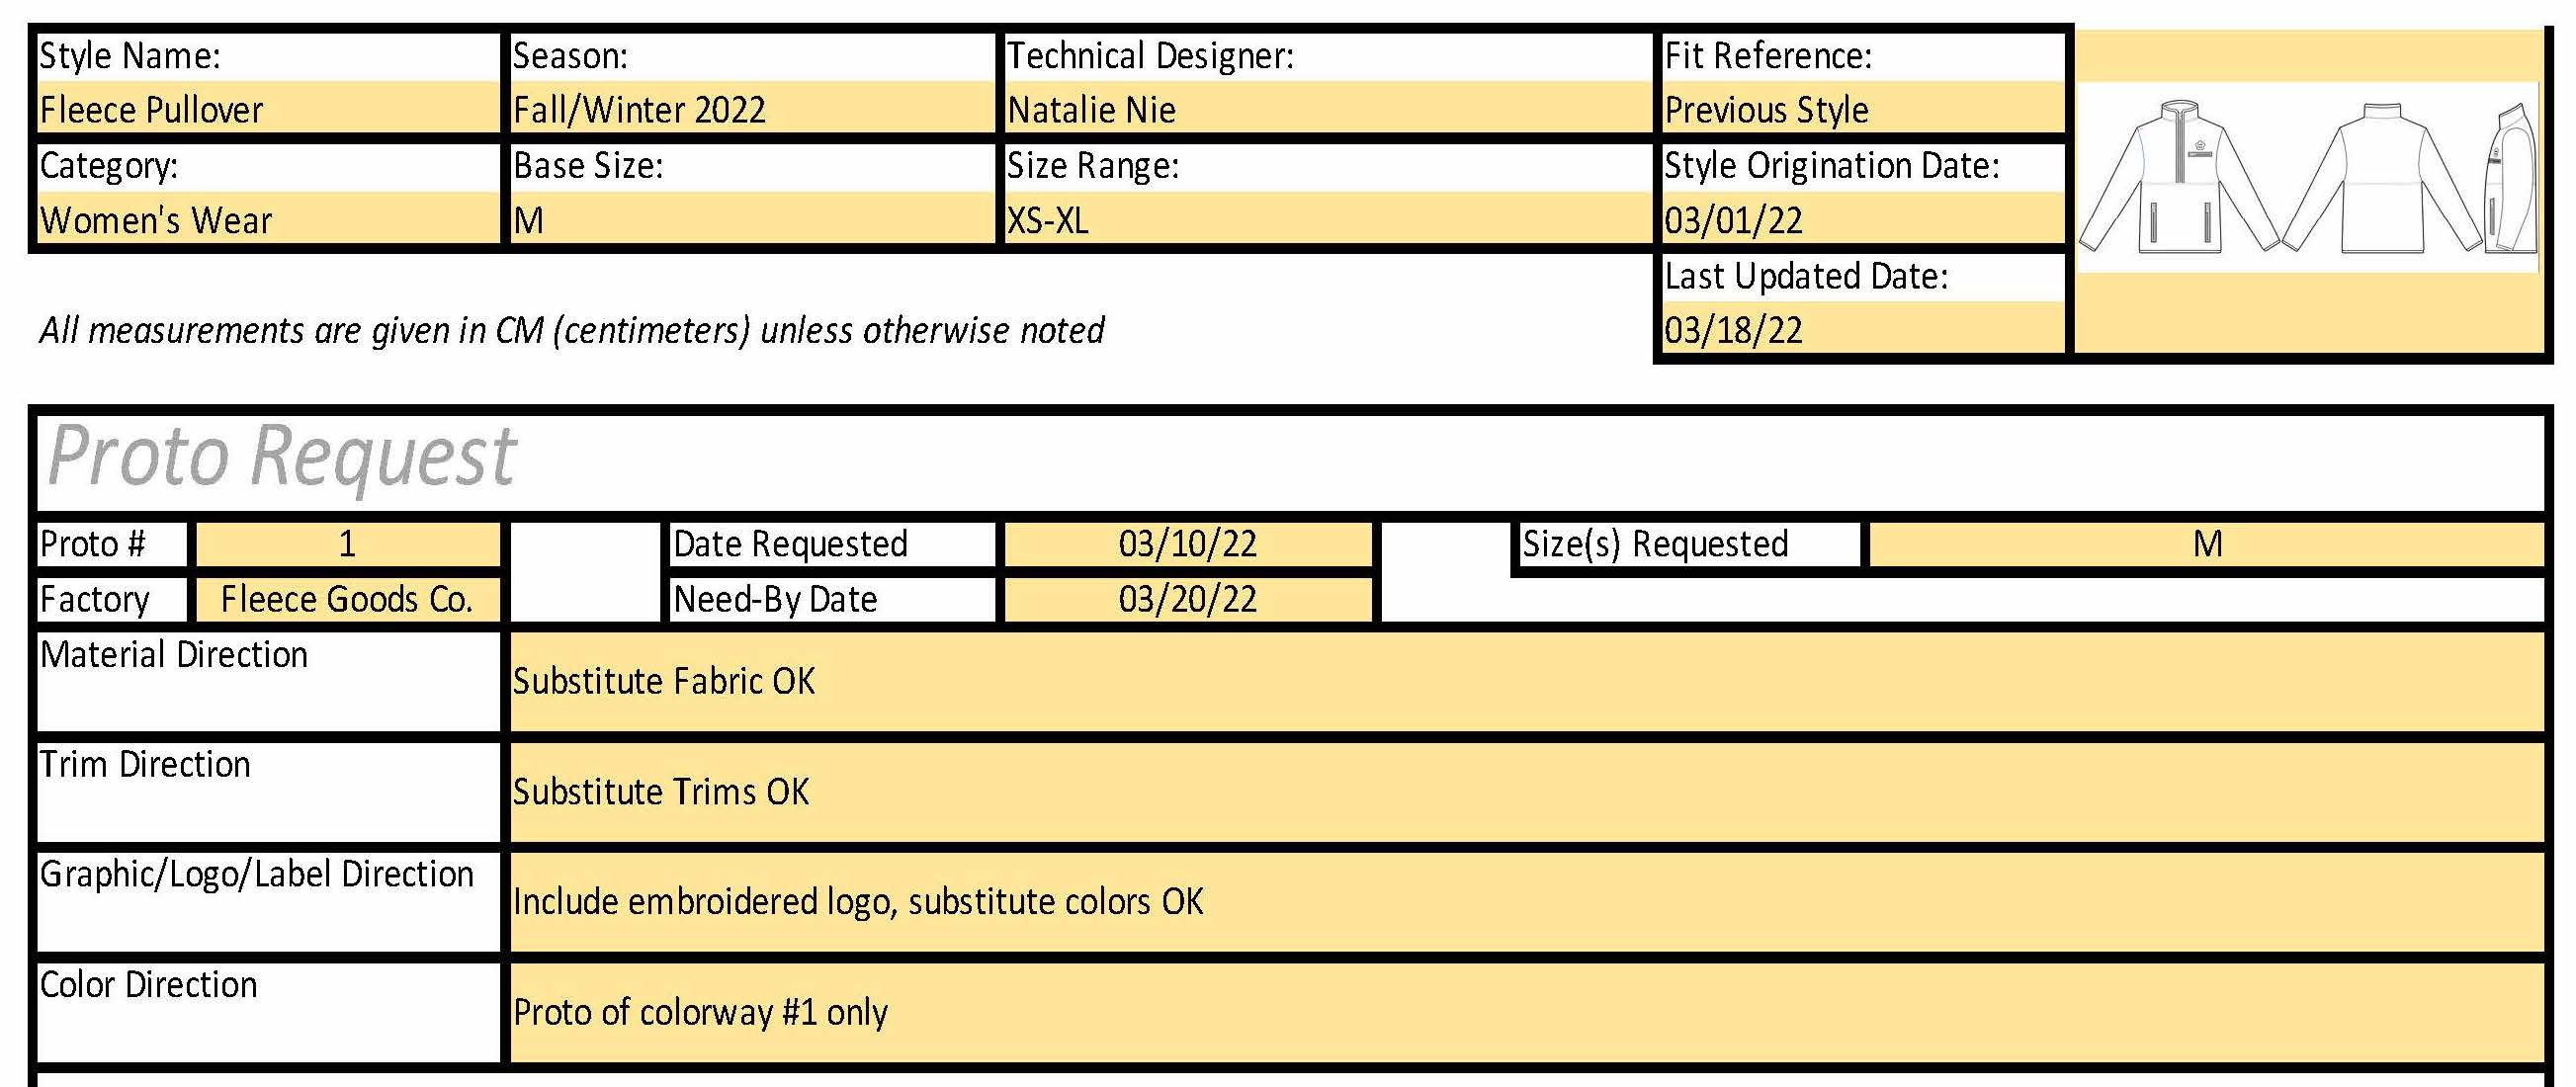 Style Name:
Fleece Pullover
Season:
Fall/Winter 2022
Technical Designer:
Natalie Nie
Fit Reference:
Previous Style
Category:
Women's Wear
Base Size:
M
Size Range:
XS-XL
Style Origination Date:
03/01/22
Last Updated Date:
03/18/22
All measurements are given in CM (centimeters) unless otherwise noted
Proto Request
Proto # 1
Date Requested 03/10/22
Size(s) Requested M
Factory Fleece Goods Co.
Need-By Date 03/20/22
Material Direction
Substitute Fabric OK
Trim Direction
Substitute Trims OK
Graphic/Logo/Label Direction
Include embroidered logo, substitute colors OK
Color Direction
Proto of colorway #1 only